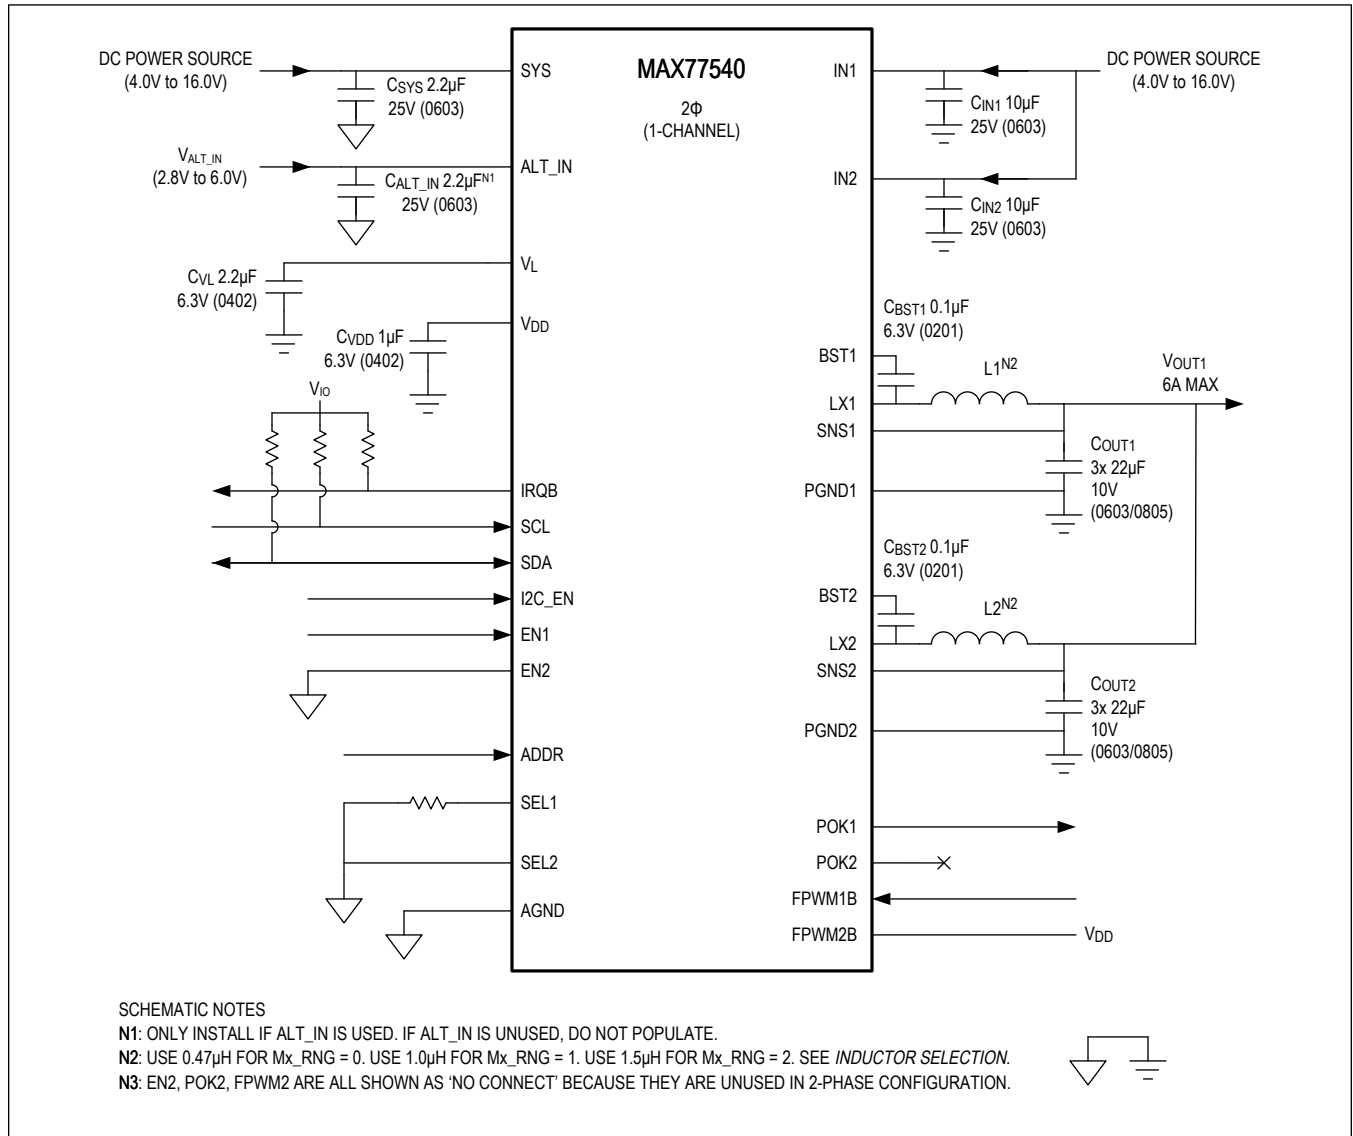 DC POWER SOURCE
(4.0V to 16.0V)
CSYS 2.2µF
25V (0603)
VALT_IN
(2.8V to 6.0V)
CALT_IN 2.2µFN1
25V (0603)
CVL 2.2µF
6.3V (0402)
CVDD 1µF
6.3V (0402)
VIO
MAX77540
2Φ
(1-CHANNEL)
SYS
ALT_IN
VL
VDD
IRQB
SCL
SDA
I2C_EN
EN1
EN2
ADDR
SEL1
SEL2
AGND
IN1
IN2
BST1
LX1
SNS1
PGND1
BST2
LX2
SNS2
PGND2
POK1
POK2
FPWM1B
FPWM2B
DC POWER SOURCE
(4.0V to 16.0V)
CIN1 10µF
25V (0603)
CIN2 10µF
25V (0603)
CBST1 0.1µF
6.3V (0201)
L1N2
VOUT1
6A MAX
COUT1
3x 22µF
10V
(0603/0805)
CBST2 0.1µF
6.3V (0201)
L2N2
COUT2
3x 22µF
10V
(0603/0805)
VDD
SCHEMATIC NOTES
N1: ONLY INSTALL IF ALT_IN IS USED. IF ALT_IN IS UNUSED, DO NOT POPULATE.
N2: USE 0.47µH FOR Mx_RNG = 0. USE 1.0µH FOR Mx_RNG = 1. USE 1.5µH FOR Mx_RNG = 2. SEE INDUCTOR SELECTION.
N3: EN2, POK2, FPWM2 ARE ALL SHOWN AS ‘NO CONNECT’ BECAUSE THEY ARE UNUSED IN 2-PHASE CONFIGURATION.